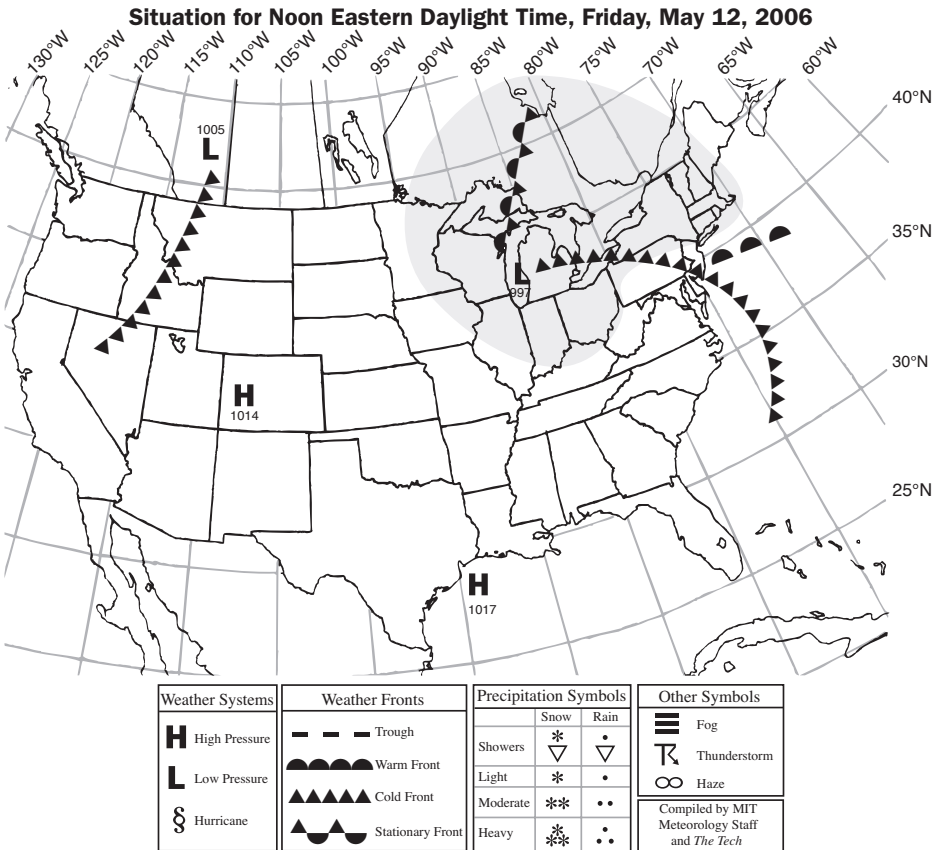 Situation for Noon Eastern Daylight Time, Friday, May 12, 2006
130°W
125°W
120°W
115°W
110°W
105°W
100°W
95°W
90°W
85°W
80°W
75°W
70°W
65°W
60°W
40°N
35°N
30°N
25°N
1005
L
L
997
H
1014
H
1017
Weather Systems
H High Pressure
L Low Pressure
§ Hurricane
Weather Fronts
Trough
Warm Front
Cold Front
Stationary Front
Precipitation Symbols
Snow Rain
Showers
Light
Moderate
Heavy
Other Symbols
Fog
Thunderstorm
Haze
Compiled by MIT
Meteorology Staff
and The Tech